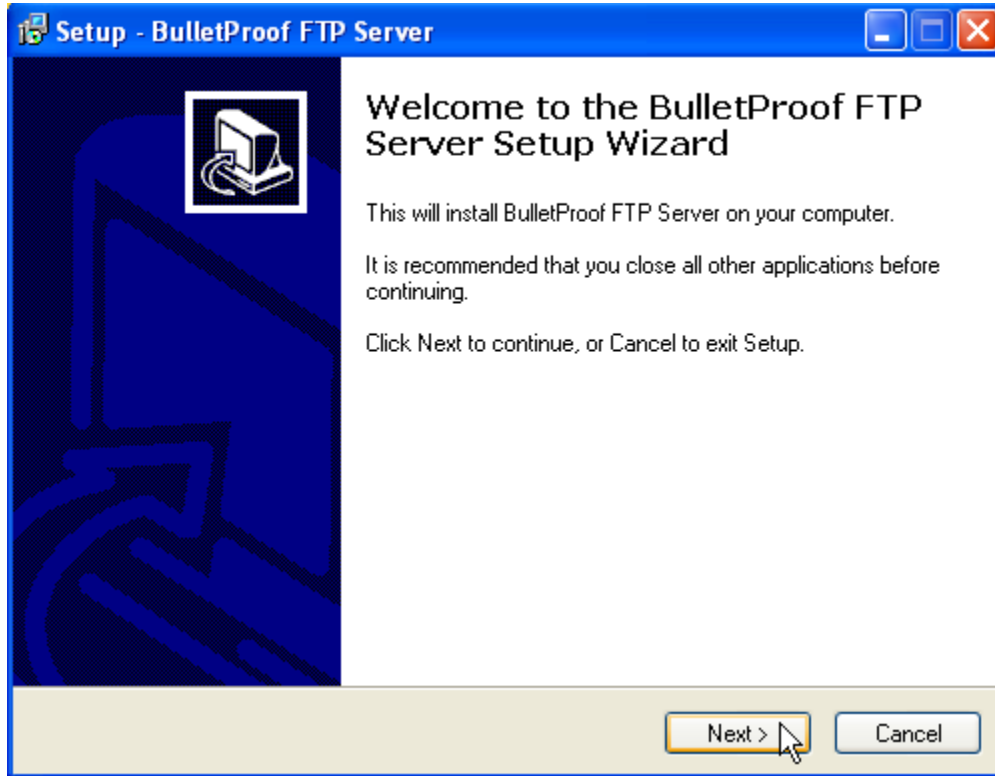 Setup - BulletProof FTP Server
Welcome to the BulletProof FTP
Server Setup Wizard
This will install BulletProof FTP Server on your computer.
It is recommended that you close all other applications before
continuing.
Click Next to continue, or Cancel to exit Setup.
Next >
Cancel